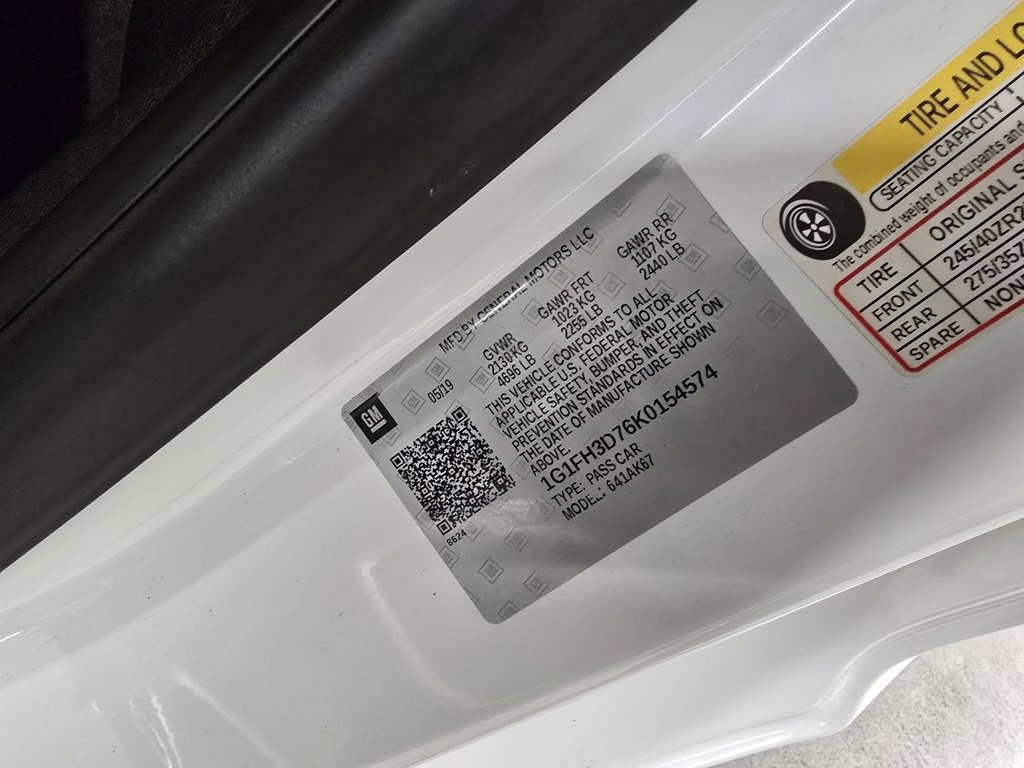 MFD BY GENERAL MOTORS LLC
GM
05/19
GVWR
2130 KG
4696 LB
GAWR FRT
1023 KG
2255 LB
GAWR RR
1107 KG
2440 LB
THIS VEHICLE CONFORMS TO ALL
APPLICABLE U.S. FEDERAL MOTOR
VEHICLE SAFETY, BUMPER, AND THEFT
PREVENTION STANDARDS IN EFFECT ON
THE DATE OF MANUFACTURE SHOWN
ABOVE.
1G1FH3D76K0154574
TYPE: PASS CAR
MODEL: G41AK67
8624
TIRE AND LO
SEATING CAPACITY
The combined weight of occupants and
TIRE
ORIGINAL S
FRONT
245/40ZR2
REAR
275/35Z
SPARE
NON